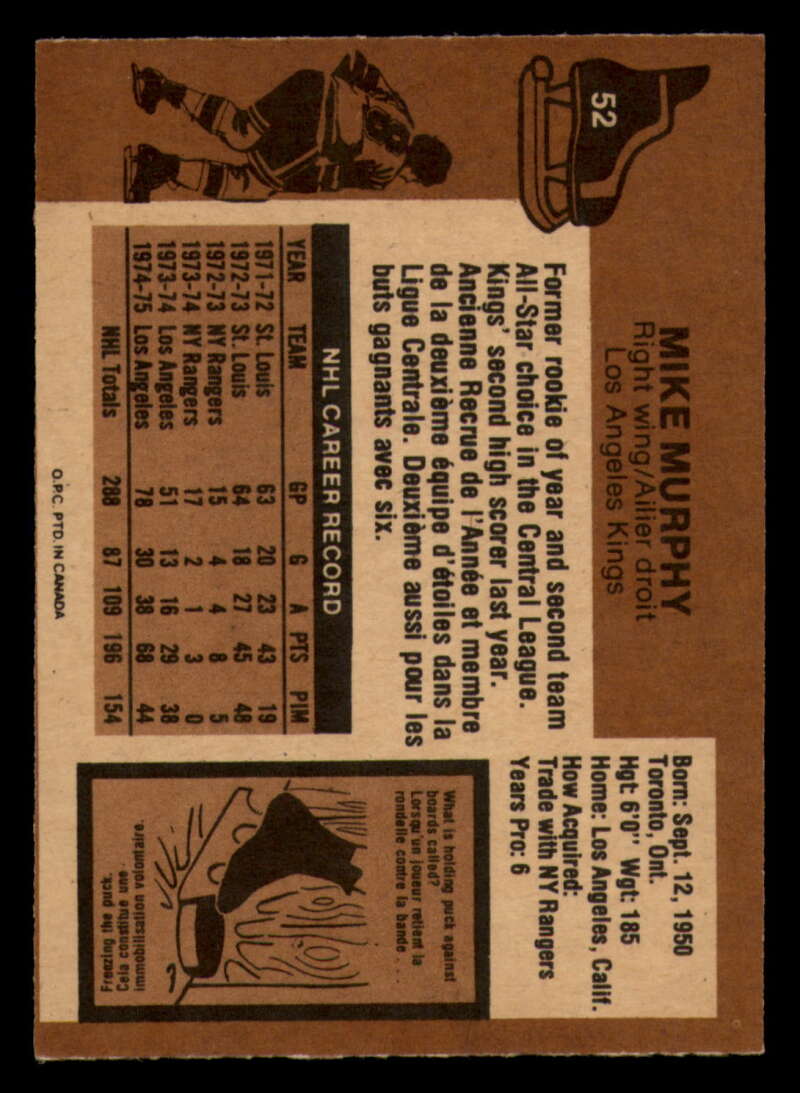 52
MIKE MURPHY
Right wing/Ailier droit
Los Angeles Kings
Born: Sept. 12, 1950
Toronto, Ont.
Hgt: 6'0" Wgt: 185
Home: Los Angeles, Calif.
How Acquired:
Trade with NY Rangers
Years Pro: 6
Former rookie of year and second team
All-Star choice in the Central League.
Kings' second high scorer last year.
Ancienne Recrue de l'Année et membre
de la deuxième équipe d'étoiles dans la
Ligue Centrale. Deuxième aussi pour les
buts gagnants avec six.
NHL CAREER RECORD
YEAR TEAM GP G A PTS PIM
1971-72 St. Louis 63 20 23 43 19
1972-73 St. Louis 64 18 27 45 48
1972-73 NY Rangers 15 4 4 8 5
1973-74 NY Rangers 17 2 1 3 0
1973-74 Los Angeles 51 13 16 29 38
1974-75 Los Angeles 78 30 38 68 44
NHL Totals 288 87 109 196 154
What is holding puck against
boards called?
Lorsqu'un joueur retient la
rondelle contre la bande . . .
Freezing the puck.
Cela constitue une
immobilisation volontaire.
O.P.C. PTD. IN CANADA
8